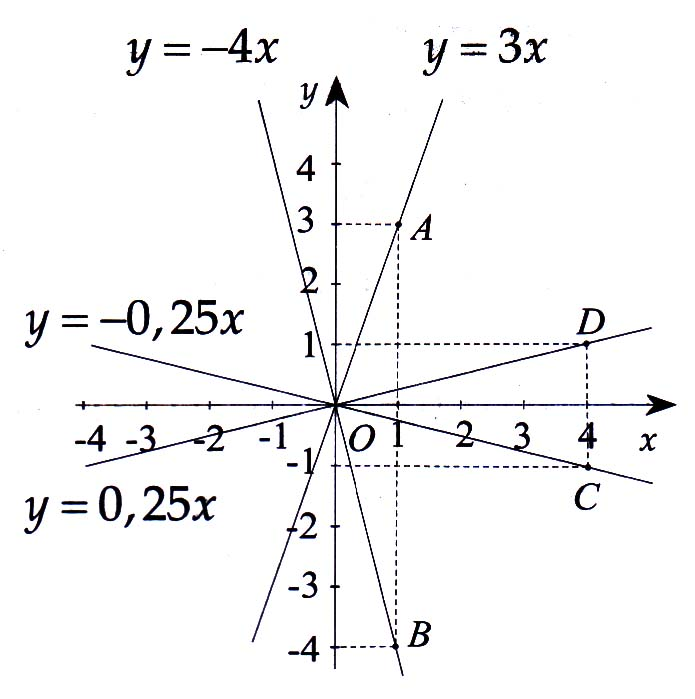 y = –4x
y = 3x
y
4
3
A
2
y = –0,25x
D
1
-4 -3 -2 -1 O 1 2 3 4 x
-1
y = 0,25x
C
-2
-3
-4
B